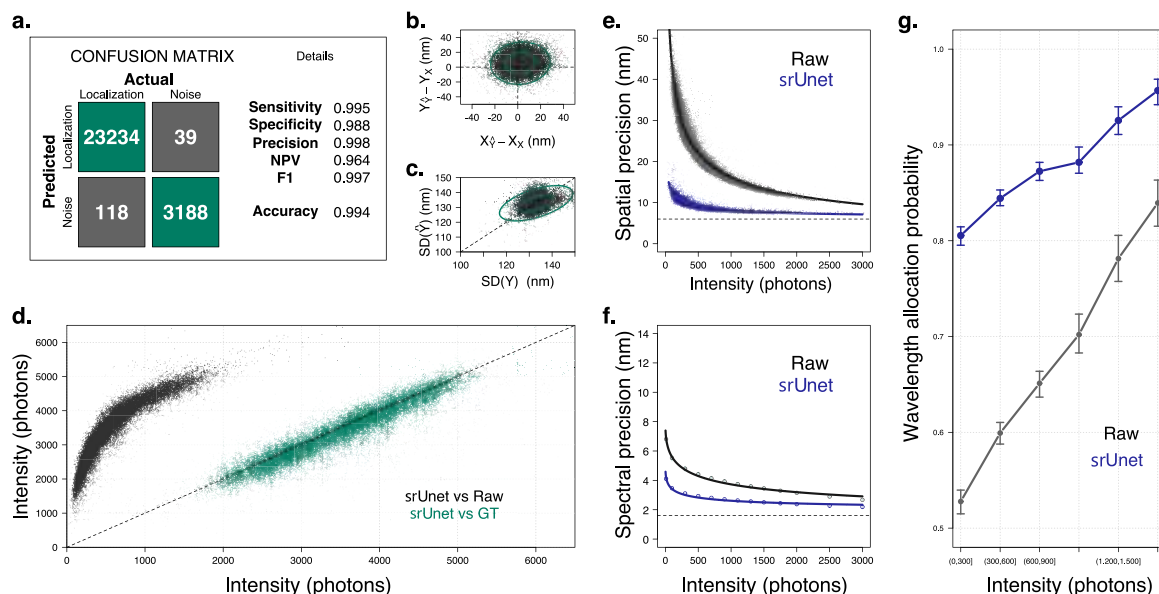 a.
CONFUSION MATRIX
Details
Actual
Localization
Noise
Predicted
Localization
Noise
23234
39
118
3188
Sensitivity 0.995
Specificity 0.988
Precision 0.998
NPV 0.964
F1 0.997
Accuracy 0.994
b.
40
20
0
−20
−40
−40 −20 0 20 40
c.
150
140
130
120
110
100
SD(Ŷ) (nm)
100 120 140
SD(Y) (nm)
d.
Intensity (photons)
6000
5000
4000
3000
2000
1000
0
srUnet vs Raw
srUnet vs GT
0 1000 2000 3000 4000 5000 6000
Intensity (photons)
e.
Spatial precision (nm)
50
40
30
20
10
0
Raw
srUnet
0 500 1000 1500 2000 2500 3000
Intensity (photons)
f.
Spectral precision (nm)
14
12
10
8
6
4
2
0
Raw
srUnet
0 500 1000 1500 2000 2500 3000
Intensity (photons)
g.
Wavelength allocation probability
1.0
0.9
0.8
0.7
0.6
0.5
Raw
srUnet
(0,300] (300,600] (600,900] (1.200,1.500]
Intensity (photons)